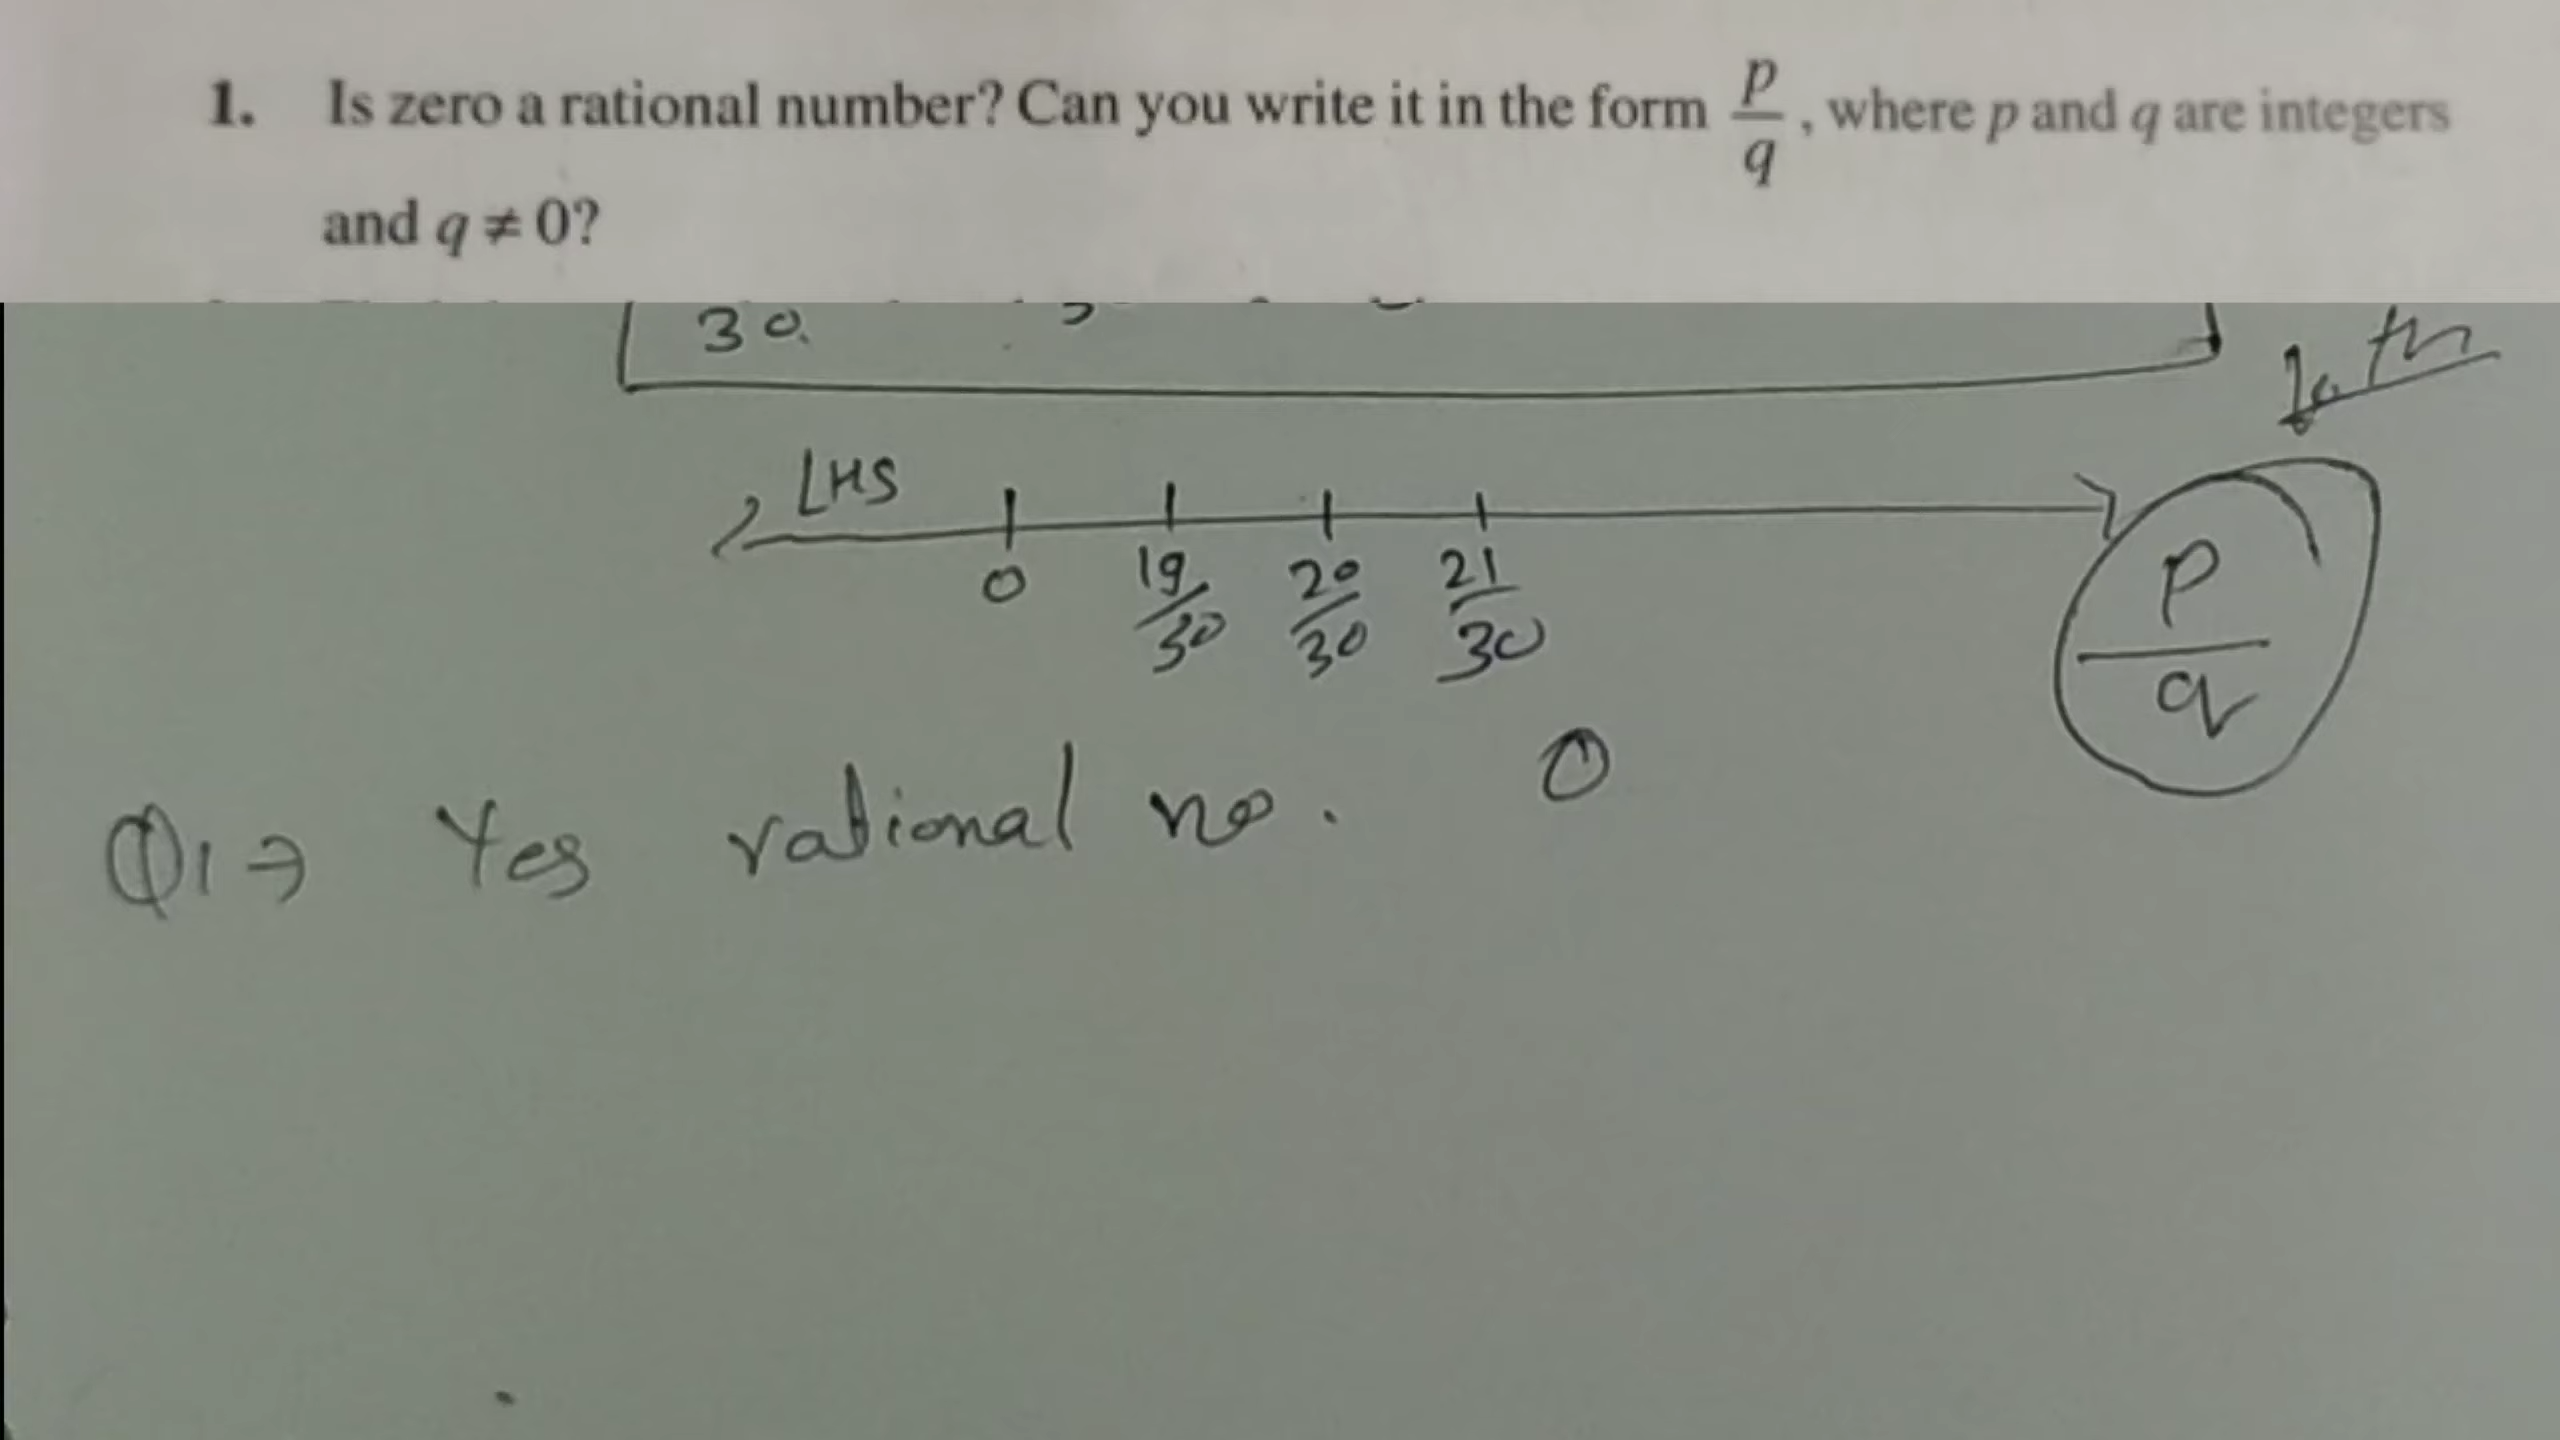 1. Is zero a rational number? Can you write it in the form p/q, where p and q are integers
and q ≠ 0?
30.
LHS
0 19/30 20/30 21/30
p/q
Q1 → Yes rational no. 0